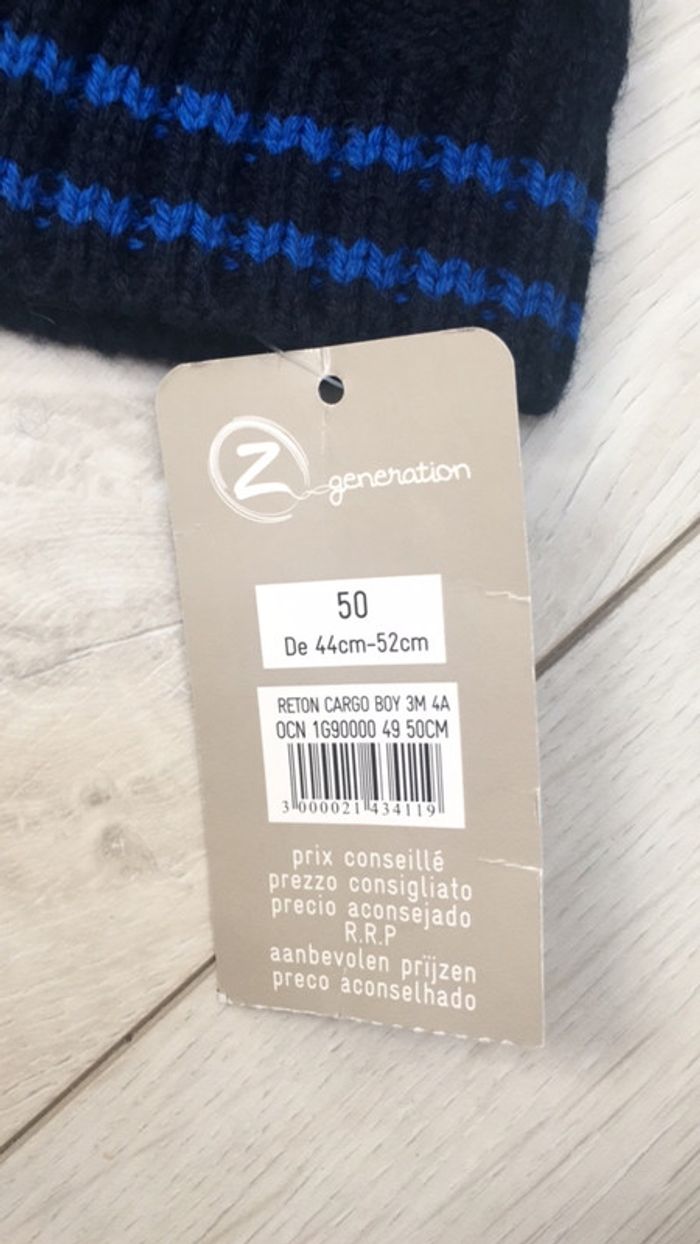 Z generation
50
De 44cm-52cm
RETON CARGO BOY 3M 4A
OCN 1G90000 49 50CM
3 000021 434119
prix conseillé
prezzo consigliato
precio aconsejado
R.R.P
aanbevolen prïjzen
preco aconselhado